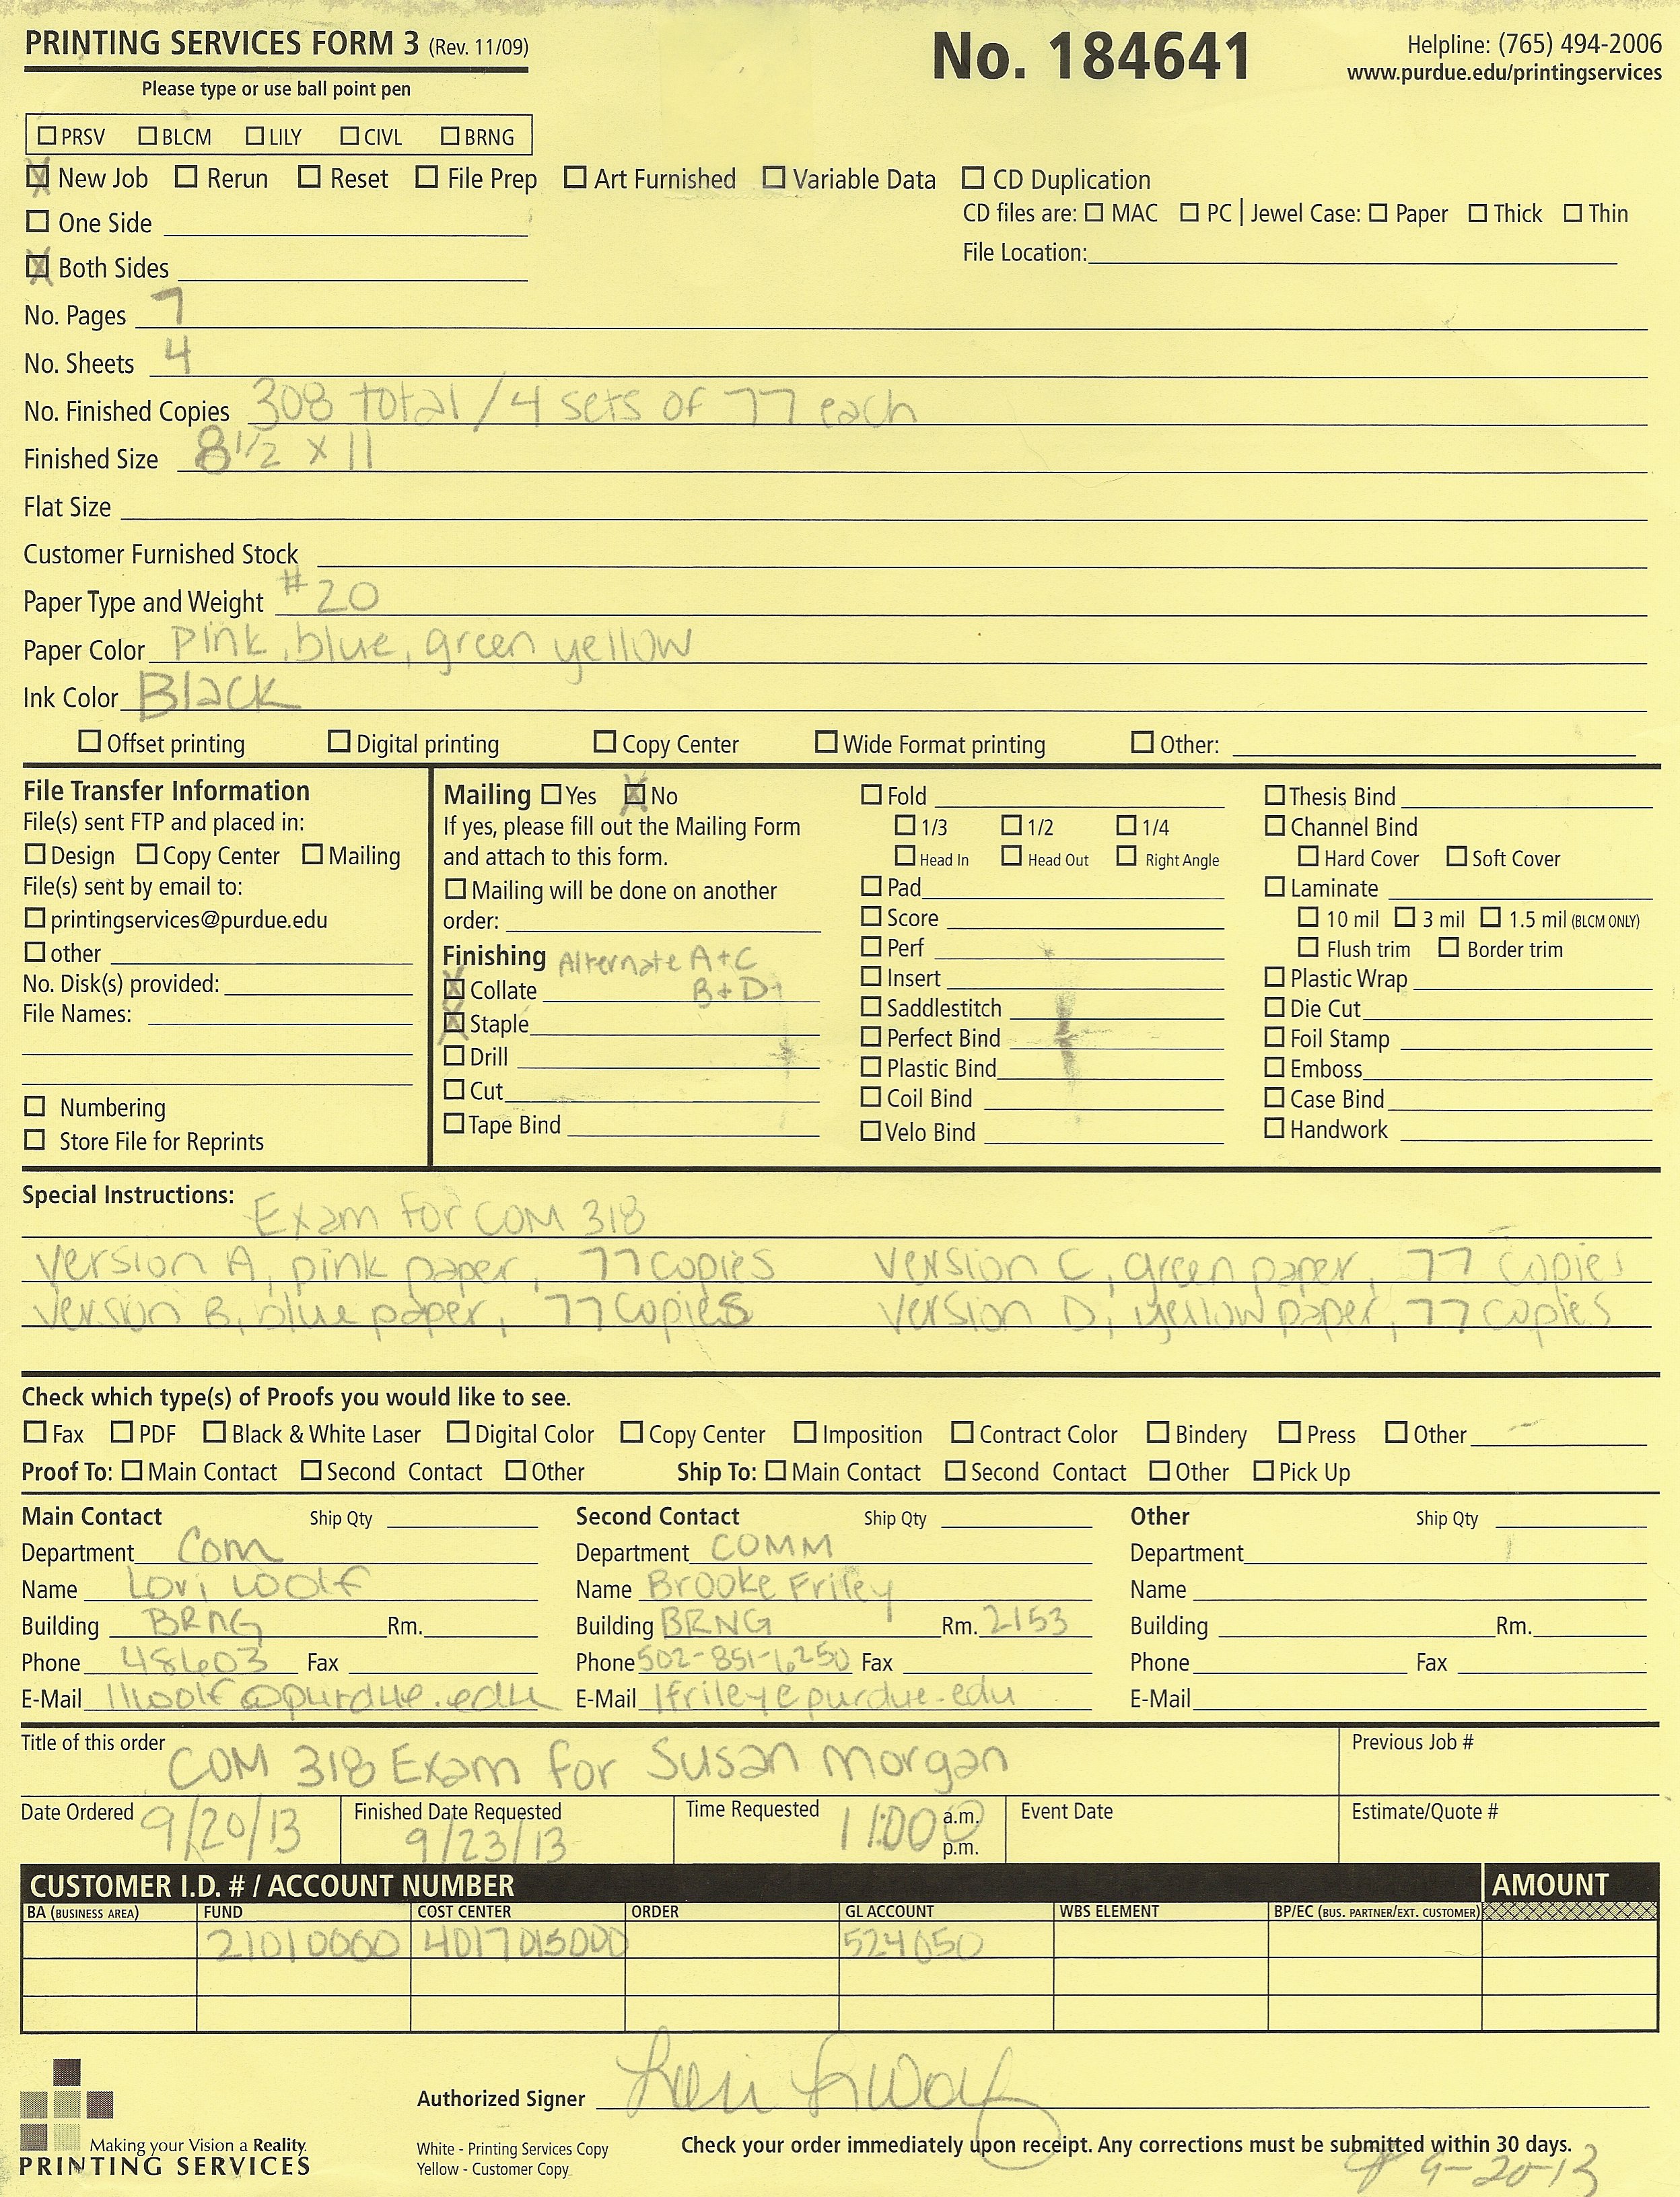 PRINTING SERVICES FORM 3 (Rev. 11/09)
No. 184641
Helpline: (765) 494-2006
www.purdue.edu/printingservices
Please type or use ball point pen
PRSV BLCM LILY CIVL BRNG
New Job Rerun Reset File Prep Art Furnished Variable Data CD Duplication
One Side
CD files are: MAC PC | Jewel Case: Paper Thick Thin
Both Sides
File Location:
No. Pages 7
No. Sheets 4
No. Finished Copies 308 total / 4 sets of 77 each
Finished Size 8 1/2 x 11
Flat Size
Customer Furnished Stock
Paper Type and Weight #20
Paper Color Pink, blue, green yellow
Ink Color Black
Offset printing Digital printing Copy Center Wide Format printing Other:
File Transfer Information
File(s) sent FTP and placed in:
Design Copy Center Mailing
File(s) sent by email to:
printingservices@purdue.edu
other
No. Disk(s) provided:
File Names:
Numbering
Store File for Reprints
Mailing Yes No
If yes, please fill out the Mailing Form
and attach to this form.
Mailing will be done on another
order:
Finishing Alternate A+C
Collate B+D
Staple
Drill
Cut
Tape Bind
Fold
1/3 1/2 1/4
Head In Head Out Right Angle
Pad
Score
Perf
Insert
Saddlestitch
Perfect Bind
Plastic Bind
Coil Bind
Velo Bind
Thesis Bind
Channel Bind
Hard Cover Soft Cover
Laminate
10 mil 3 mil 1.5 mil (BLCM ONLY)
Flush trim Border trim
Plastic Wrap
Die Cut
Foil Stamp
Emboss
Case Bind
Handwork
Special Instructions: Exam for COM 318
Version A, pink paper, 77 copies Version C, green paper, 77 copies
Version B, blue paper, 77 copies Version D, yellow paper, 77 copies
Check which type(s) of Proofs you would like to see.
Fax PDF Black & White Laser Digital Color Copy Center Imposition Contract Color Bindery Press Other
Proof To: Main Contact Second Contact Other Ship To: Main Contact Second Contact Other Pick Up
Main Contact Ship Qty
Department Com
Name Lori Woolf
Building BRNG Rm.
Phone 48603 Fax
E-Mail llwoolf@purdue.edu
Second Contact Ship Qty
Department COMM
Name Brooke Friley
Building BRNG Rm. 2153
Phone 502-851-6250 Fax
E-Mail lfriley@purdue.edu
Other Ship Qty
Department
Name
Building Rm.
Phone Fax
E-Mail
Title of this order COM 318 Exam for Susan Morgan
Previous Job #
Date Ordered 9/20/13 Finished Date Requested 9/23/13 Time Requested 11:00 a.m. p.m. Event Date Estimate/Quote #
CUSTOMER I.D. # / ACCOUNT NUMBER AMOUNT
BA (BUSINESS AREA) FUND COST CENTER ORDER GL ACCOUNT WBS ELEMENT BP/EC (BUS. PARTNER/EXT. CUSTOMER)
21010000 4017015000 524050
Authorized Signer
Making your Vision a Reality.
PRINTING SERVICES
White - Printing Services Copy
Yellow - Customer Copy
Check your order immediately upon receipt. Any corrections must be submitted within 30 days.
9-20-13